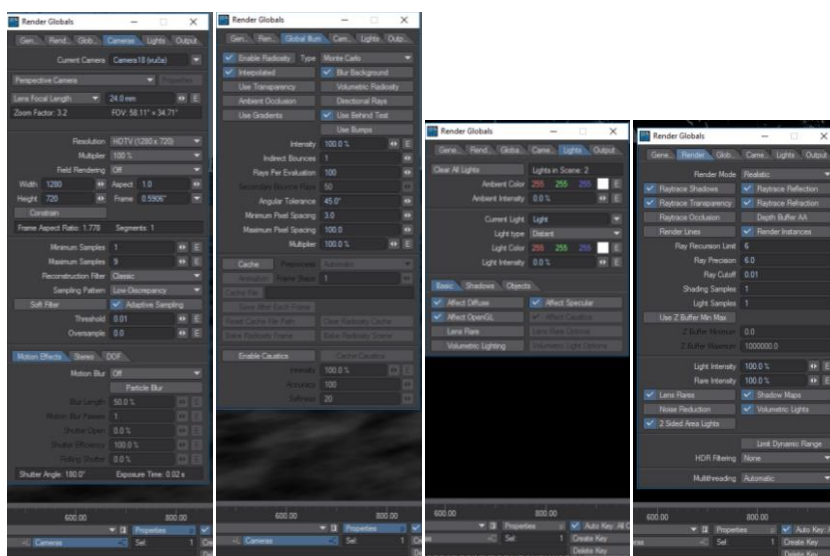 Render Globals
Gen.. Rend.. Glob.. Cameras Lights Output
Current Camera Camera18 (vuča)
Perspective Camera Properties
Lens Focal Length 24.0 mm E
Zoom Factor: 3.2 FOV: 58.11° × 34.71°
Resolution HDTV (1280 x 720)
Multiplier 100 %
Field Rendering Off
Width 1280 Aspect 1.0
Height 720 Frame 0.5906"
Constrain
Frame Aspect Ratio: 1.778 Segments: 1
Minimum Samples 1 E
Maximum Samples 9 E
Reconstruction Filter Classic
Sampling Pattern Low-Discrepancy
Soft Filter Adaptive Sampling
Threshold 0.01 E
Oversample 0.0 E
Motion Effects Stereo DOF
Motion Blur Off
Particle Blur
Blur Length 50.0 % E
Motion Blur Passes 1 E
Shutter Open 0.0 E
Shutter Efficiency 100.0 % E
Rolling Shutter 0.0 % E
Shutter Angle: 180.0° Exposure Time: 0.02 s
600.00 800.00
Properties
Cameras Sel: 1
Render Globals
Gen.. Ren.. Global Illum Cam.. Lights Outp..
Enable Radiosity Type Monte Carlo
Interpolated Blur Background
Use Transparency Volumetric Radiosity
Ambient Occlusion Directional Rays
Use Gradients Use Behind Test
Use Bumps
Intensity 100.0 % E
Indirect Bounces 1
Rays Per Evaluation 100
Secondary Bounce Rays 50
Angular Tolerance 45.0°
Minimum Pixel Spacing 3.0
Maximum Pixel Spacing 100.0
Multiplier 100.0 % E
Cache Preprocess Automatic
Animation Frame Step 1
Cache File
Save After Each Frame
Read Cache File Path Clear Radiosity Cache
Bake Radiosity Frame Bake Radiosity Scene
Enable Caustics Cache Caustics
Intensity 100.0 % E
Accuracy 100
Softness 20
600.00 800.00
Properties
Cameras Sel: 1 Cre
Render Globals
Gene.. Rend.. Globa.. Came.. Lights Output
Clear All Lights Lights in Scene: 2
Ambient Color 255 255 255 E
Ambient Intensity 0.0 % E
Current Light Light
Light type Distant
Light Color 255 255 255 E
Light Intensity 0.0 % E
Basic Shadows Objects
Affect Diffuse Affect Specular
Affect OpenGL Affect Caustics
Lens Flare Lens Flare Options
Volumetric Lighting Volumetric Light Options
600.00 800.00
Properties Auto Key: All C
Sel: 1 Create Key
Delete Key
Render Globals
Gene.. Render Glob.. Came.. Lights Output
Render Mode Realistic
Raytrace Shadows Raytrace Reflection
Raytrace Transparency Raytrace Refraction
Raytrace Occlusion Depth Buffer AA
Render Lines Render Instances
Ray Recursion Limit 6
Ray Precision 6.0
Ray Cutoff 0.01
Shading Samples 1
Light Samples 1
Use Z Buffer Min Max
Z Buffer Minimum 0.0
Z Buffer Maximum 1000000.0
Light Intensity 100.0 % E
Flare Intensity 100.0 % E
Lens Flares Shadow Maps
Noise Reduction Volumetric Lights
2 Sided Area Lights
Limit Dynamic Range
HDR Filtering None
Multithreading Automatic
600.00 800.00
Properties Auto Key:
Sel: 1 Create Key
Delete Key